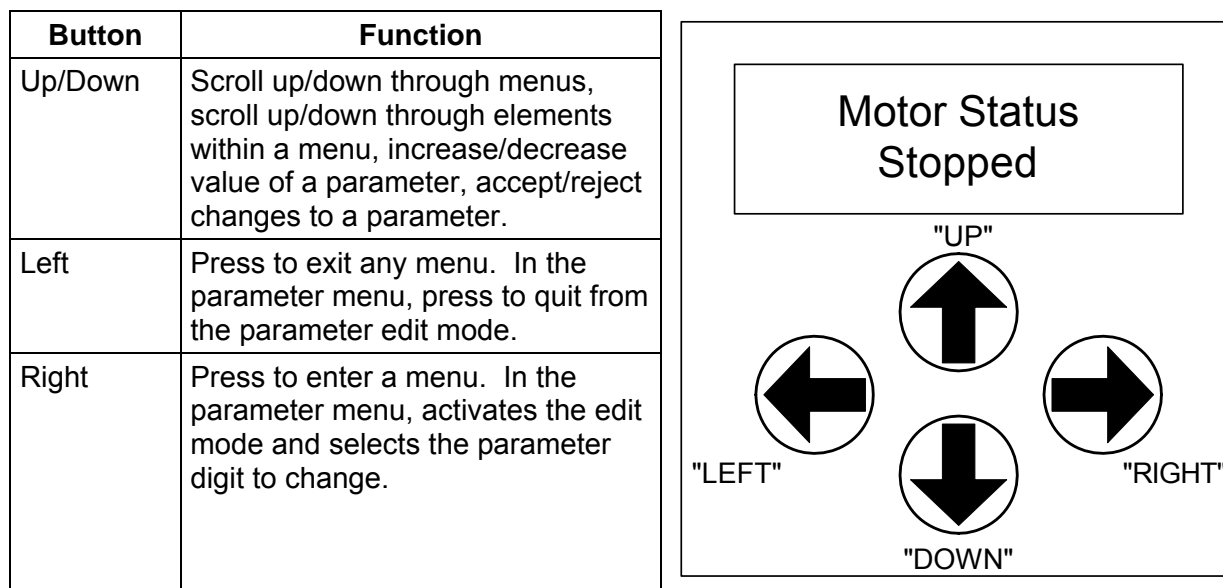 Button Function
Up/Down Scroll up/down through menus,
scroll up/down through elements
within a menu, increase/decrease
value of a parameter, accept/reject
changes to a parameter.
Left Press to exit any menu. In the
parameter menu, press to quit from
the parameter edit mode.
Right Press to enter a menu. In the
parameter menu, activates the edit
mode and selects the parameter
digit to change.
Motor Status
Stopped
"UP"
"LEFT" "RIGHT"
"DOWN"